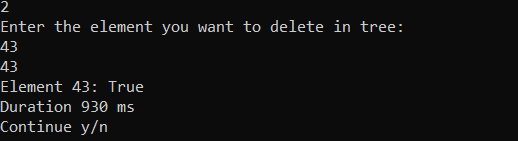 2
Enter the element you want to delete in tree:
43
43
Element 43: True
Duration 930 ms
Continue y/n